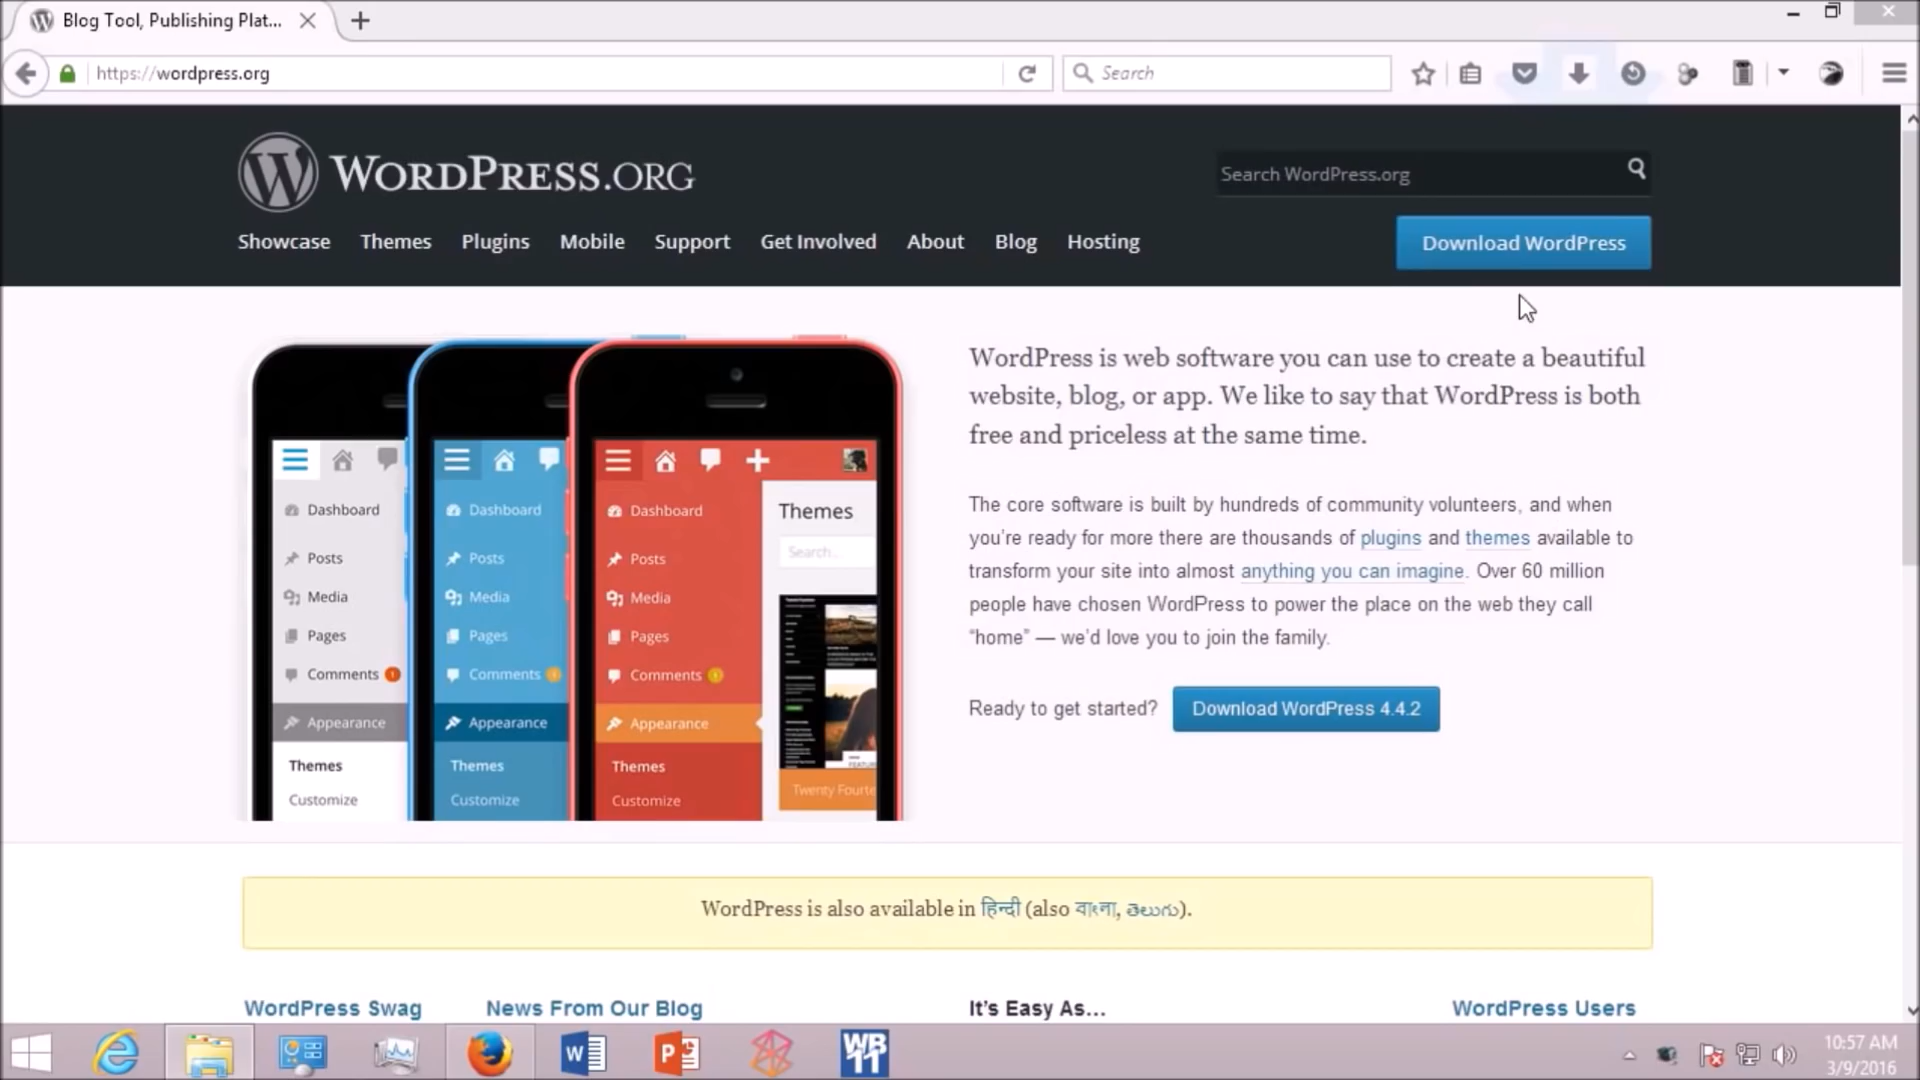 Blog Tool, Publishing Plat...
https://wordpress.org
Search
WORDPRESS.ORG
Search WordPress.org
Showcase Themes Plugins Mobile Support Get Involved About Blog Hosting
Download WordPress
WordPress is web software you can use to create a beautiful
website, blog, or app. We like to say that WordPress is both
free and priceless at the same time.
The core software is built by hundreds of community volunteers, and when
you're ready for more there are thousands of plugins and themes available to
transform your site into almost anything you can imagine. Over 60 million
people have chosen WordPress to power the place on the web they call
“home” — we'd love you to join the family.
Ready to get started? Download WordPress 4.4.2
Dashboard
Posts
Media
Pages
Comments
Appearance
Themes
Customize
Dashboard
Posts
Media
Pages
Comments
Appearance
Themes
Customize
Dashboard
Posts
Media
Pages
Comments
Appearance
Themes
Customize
Themes
Search...
Twenty Fourte
WordPress is also available in हिन्दी (also বাংলা, తెలుగు).
WordPress Swag
News From Our Blog
It's Easy As...
WordPress Users
WB
11
10:57 AM
3/9/2016